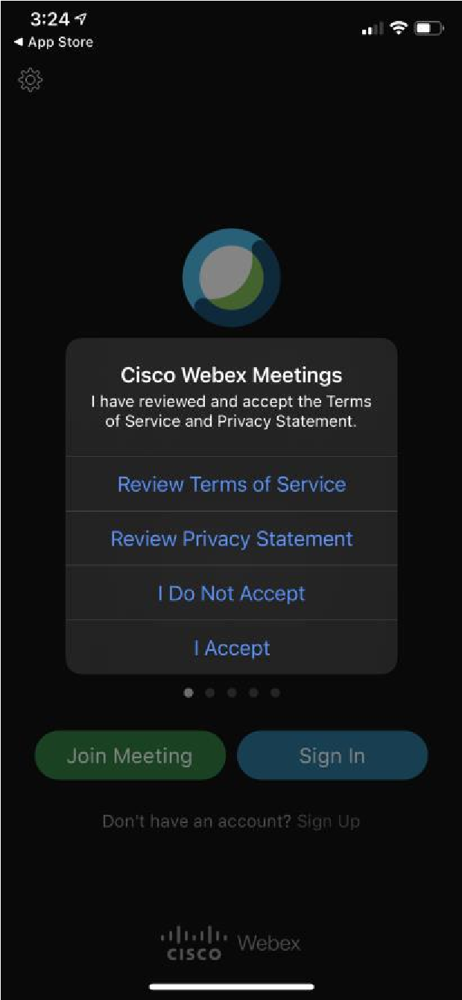 3:24
◀ App Store
Cisco Webex Meetings
I have reviewed and accept the Terms
of Service and Privacy Statement.
Review Terms of Service
Review Privacy Statement
I Do Not Accept
I Accept
Join Meeting
Sign In
Don't have an account? Sign Up
CISCO Webex